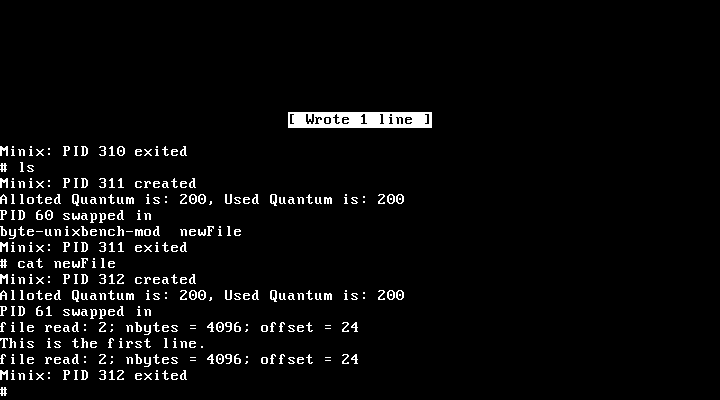 [ Wrote 1 line ]
Minix: PID 310 exited
# ls
Minix: PID 311 created
Alloted Quantum is: 200, Used Quantum is: 200
PID 60 swapped in
byte-unixbench-mod  newFile
Minix: PID 311 exited
# cat newFile
Minix: PID 312 created
Alloted Quantum is: 200, Used Quantum is: 200
PID 61 swapped in
file read: 2; nbytes = 4096; offset = 24
This is the first line.
file read: 2; nbytes = 4096; offset = 24
Minix: PID 312 exited
#